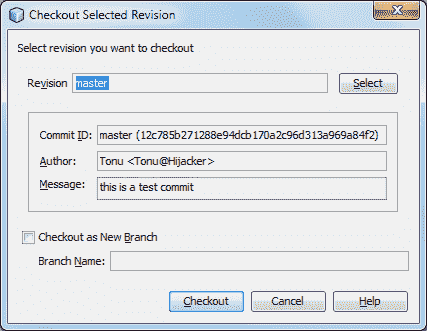 Checkout Selected Revision
Select revision you want to checkout
Revision master Select
Commit ID: master (12c785b271288e94dcb170a2c96d313a969a84f2)
Author: Tonu <Tonu@Hijacker>
Message: this is a test commit
Checkout as New Branch
Branch Name:
Checkout Cancel Help